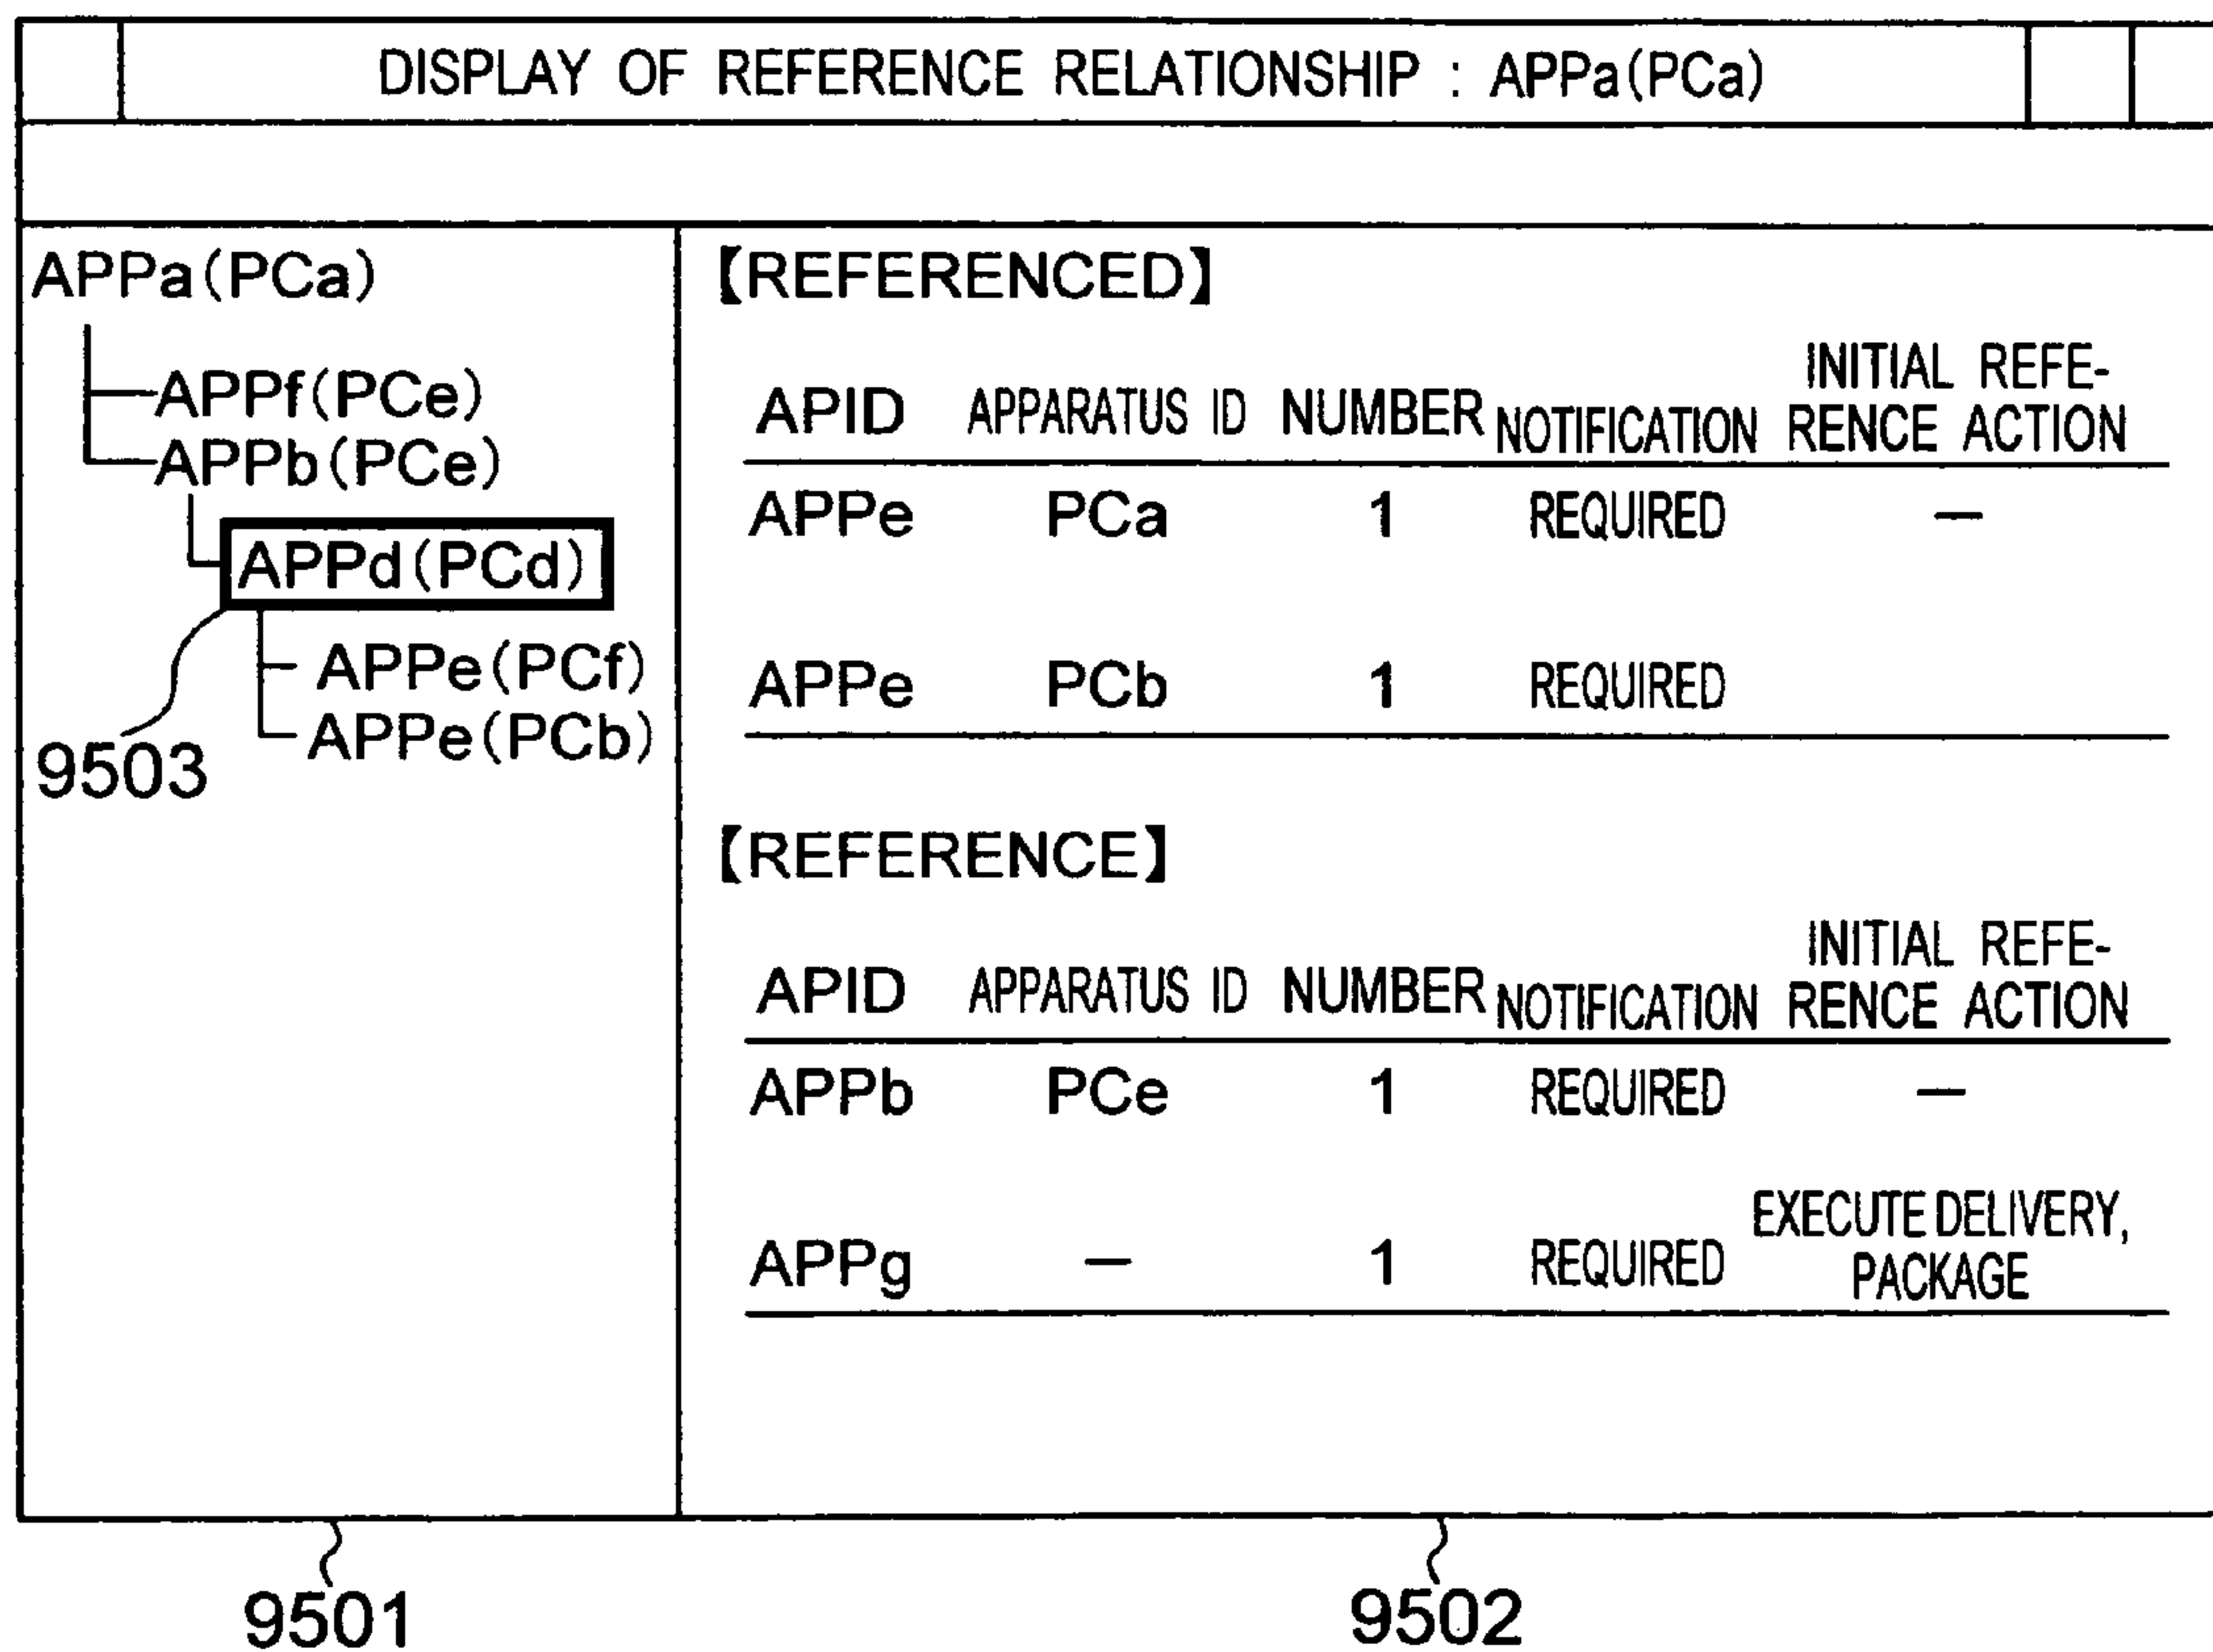 DISPLAY OF REFERENCE RELATIONSHIP : APPa(PCa)
APPa(PCa)
APPf(PCe)
APPb(PCe)
APPd(PCd)
APPe(PCf)
APPe(PCb)
9503
【REFERENCED】
INITIAL REFE-
APID APPARATUS ID NUMBER NOTIFICATION RENCE ACTION
APPe PCa 1 REQUIRED —
APPe PCb 1 REQUIRED
【REFERENCE】
INITIAL REFE-
APID APPARATUS ID NUMBER NOTIFICATION RENCE ACTION
APPb PCe 1 REQUIRED —
EXECUTE DELIVERY,
APPg — 1 REQUIRED PACKAGE
9501
9502